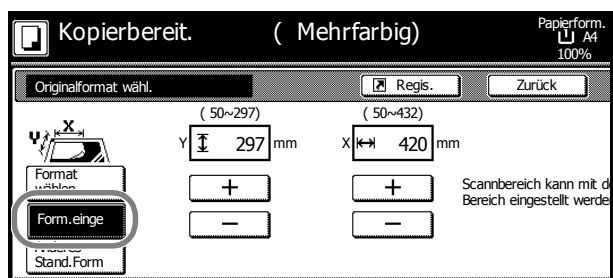 Kopierbereit. ( Mehrfarbig)
Papierform.
A4
100%
Originalformat wähl.
Regis.
Zurück
( 50~297)
( 50~432)
Y 297 mm
X 420 mm
Y X
Format
wählen
+
+
Scannbereich kann mit
Bereich eingestellt
Form.einge
−
−
Anderes
Stand.Form